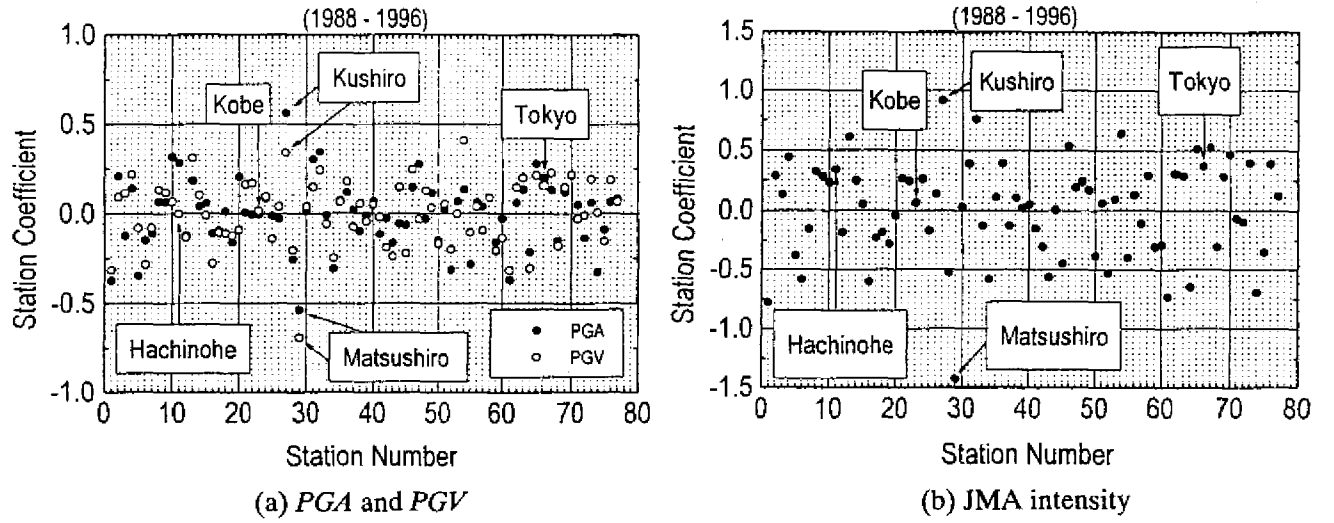 (1988 - 1996)
1.0
0.5
0.0
-0.5
-1.0
Station Coefficient
Kobe
Kushiro
Tokyo
Hachinohe
Matsushiro
PGA
PGV
0 10 20 30 40 50 60 70 80
Station Number
(a) PGA and PGV
(1988 - 1996)
1.5
1.0
0.5
0.0
-0.5
-1.0
-1.5
Station Coefficient
Kobe
Kushiro
Tokyo
Hachinohe
Matsushiro
0 10 20 30 40 50 60 70 80
Station Number
(b) JMA intensity